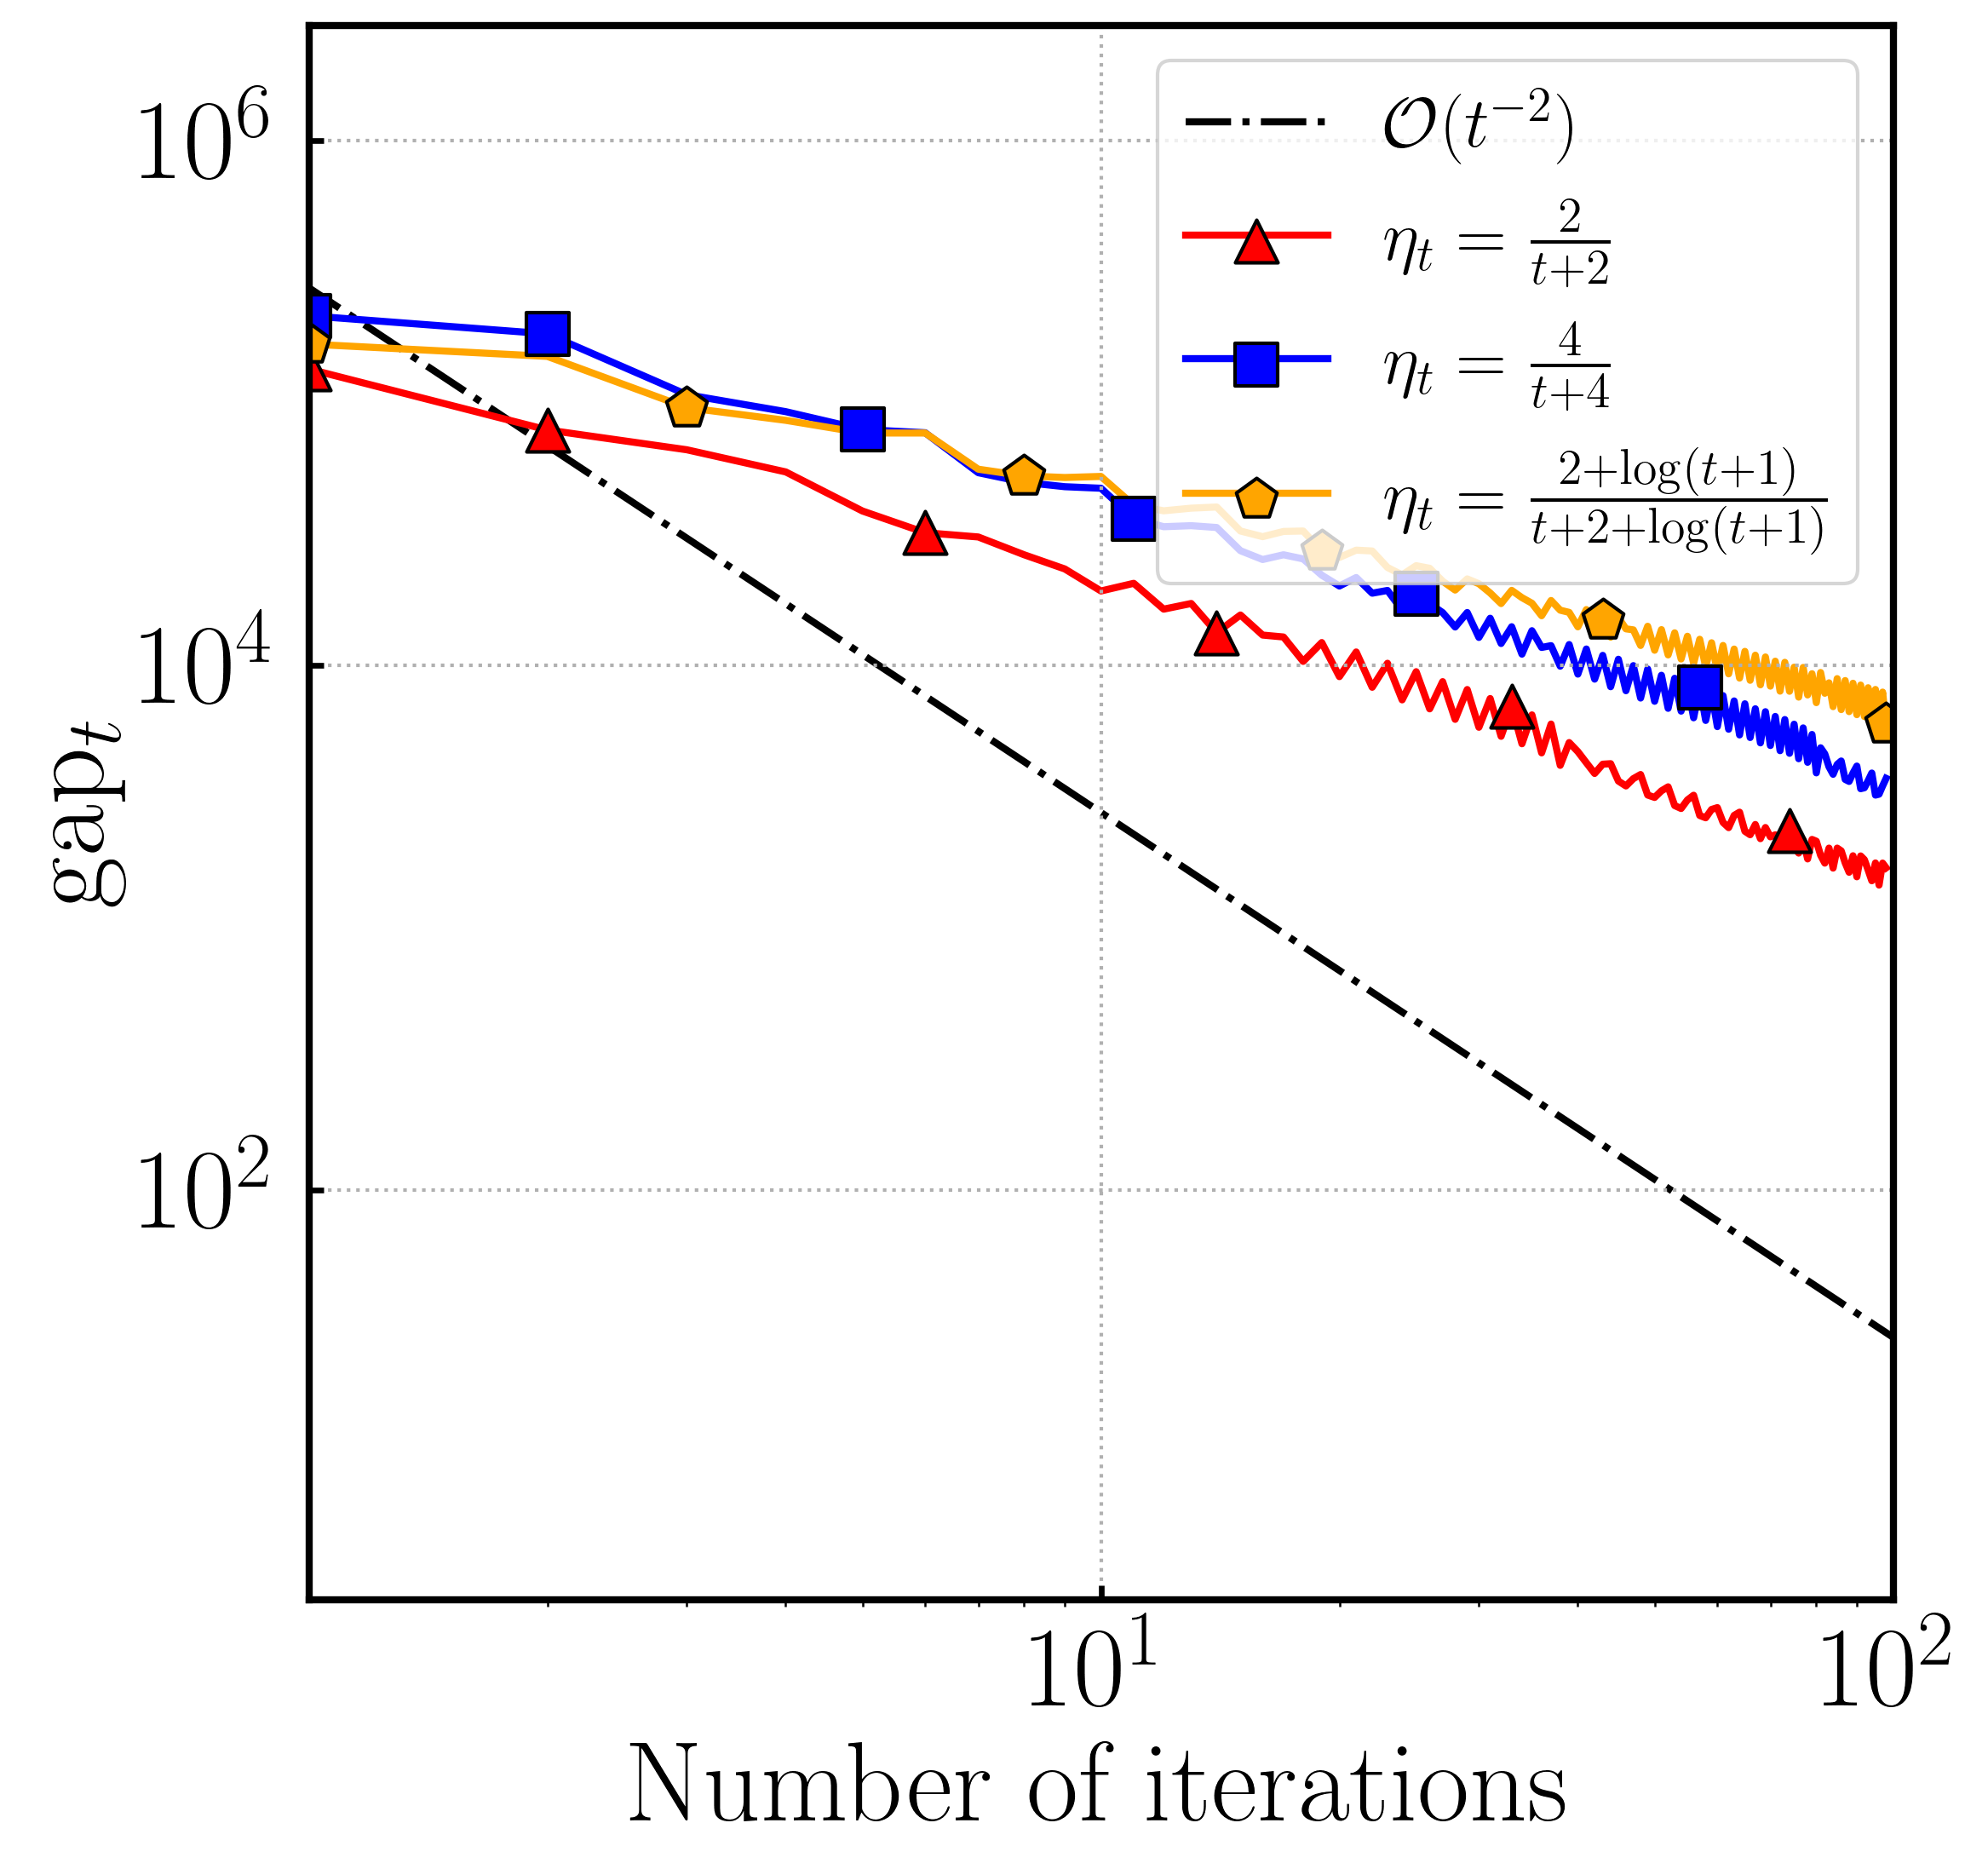 10⁶
10⁴
10²
gapₜ
𝒪(t⁻²)
ηₜ = 2/(t+2)
ηₜ = 4/(t+4)
ηₜ = (2+log(t+1))/(t+2+log(t+1))
10¹
10²
Number of iterations